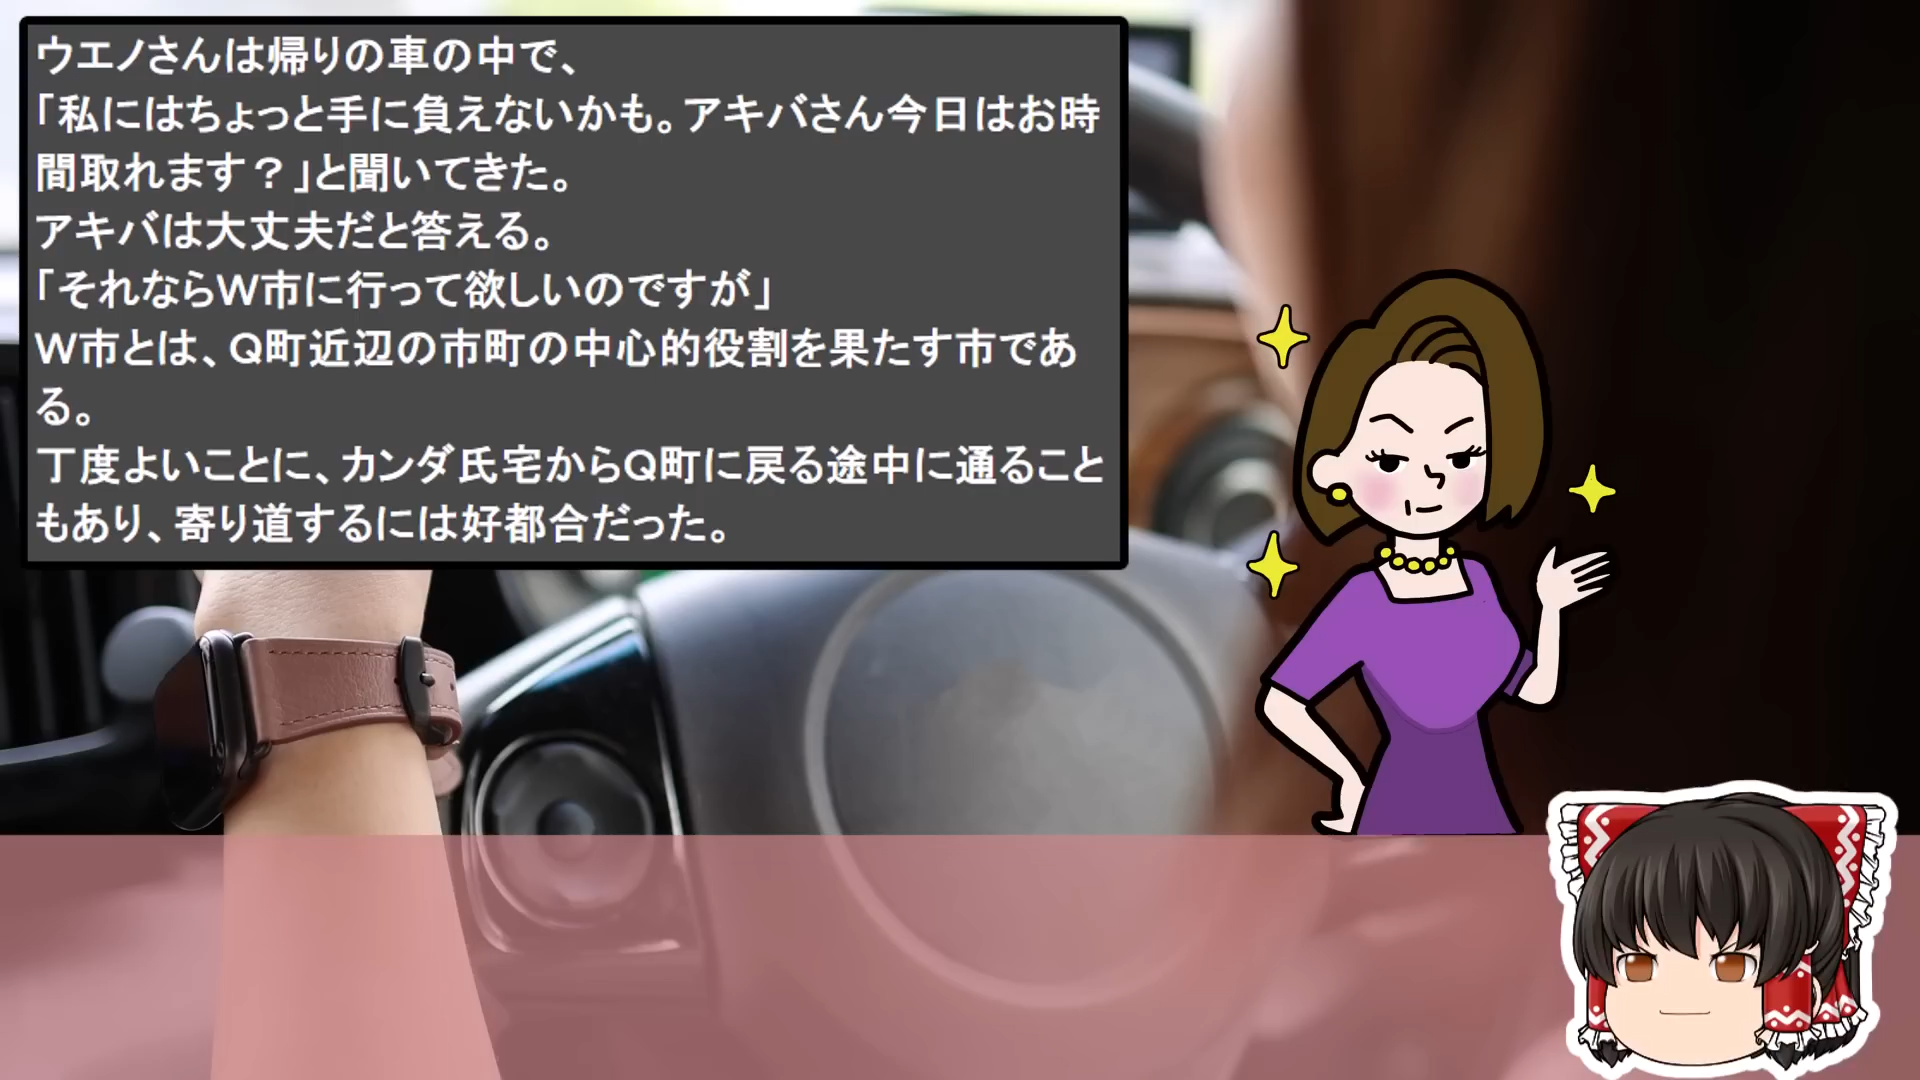 ウエノさんは帰りの車の中で、
「私にはちょっと手に負えないかも。アキバさん今日はお時
間取れます？」と聞いてきた。
アキバは大丈夫だと答える。
「それならW市に行って欲しいのですが」
W市とは、Q町近辺の市町の中心的役割を果たす市であ
る。
丁度よいことに、カンダ氏宅からQ町に戻る途中に通ること
もあり、寄り道するには好都合だった。